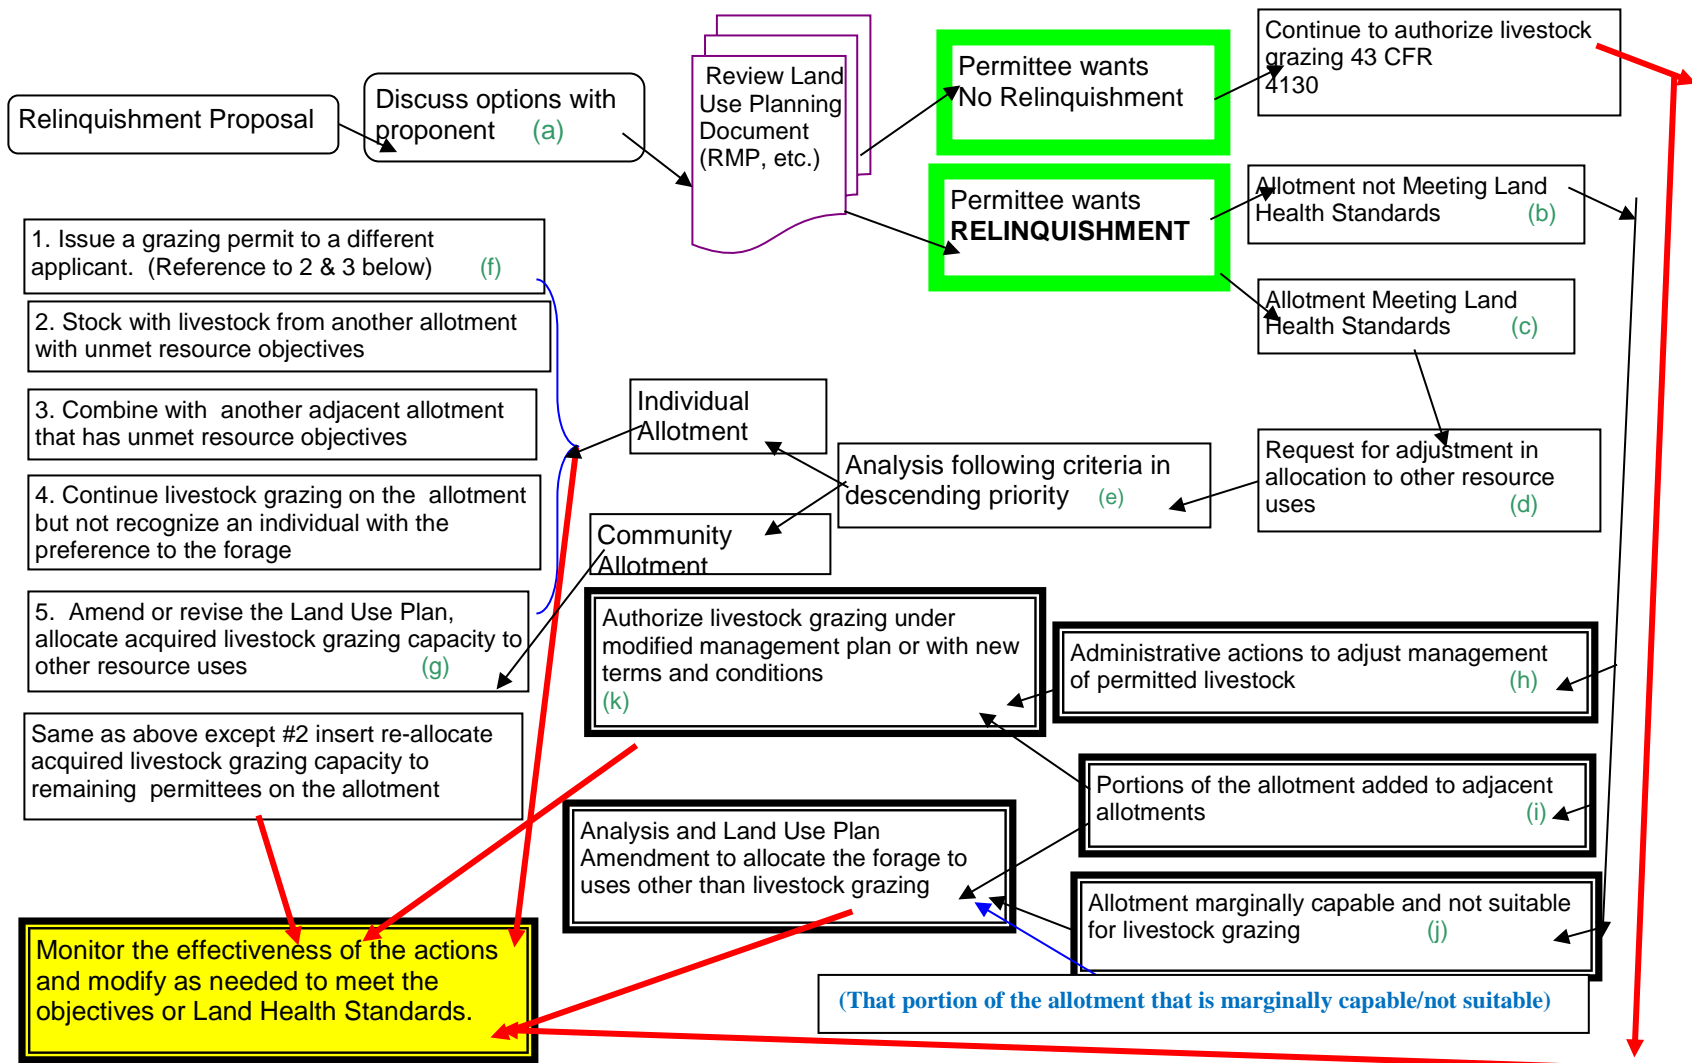 Relinquishment Proposal
Discuss options with
proponent (a)
Review Land
Use Planning
Document
(RMP, etc.)
Permittee wants
No Relinquishment
Continue to authorize livestock
grazing 43 CFR
4130
Permittee wants
RELINQUISHMENT
Allotment not Meeting Land
Health Standards (b)
Allotment Meeting Land
Health Standards (c)
Request for adjustment in
allocation to other resource
uses (d)
Analysis following criteria in
descending priority (e)
Individual
Allotment
Community
Allotment
1. Issue a grazing permit to a different
applicant. (Reference to 2 & 3 below) (f)
2. Stock with livestock from another allotment
with unmet resource objectives
3. Combine with another adjacent allotment
that has unmet resource objectives
4. Continue livestock grazing on the allotment
but not recognize an individual with the
preference to the forage
5. Amend or revise the Land Use Plan,
allocate acquired livestock grazing capacity to
other resource uses (g)
Same as above except #2 insert re-allocate
acquired livestock grazing capacity to
remaining permittees on the allotment
Authorize livestock grazing under
modified management plan or with new
terms and conditions
(k)
Administrative actions to adjust management
of permitted livestock (h)
Portions of the allotment added to adjacent
allotments (i)
Analysis and Land Use Plan
Amendment to allocate the forage to
uses other than livestock grazing
Allotment marginally capable and not suitable
for livestock grazing (j)
(That portion of the allotment that is marginally capable/not suitable)
Monitor the effectiveness of the actions
and modify as needed to meet the
objectives or Land Health Standards.